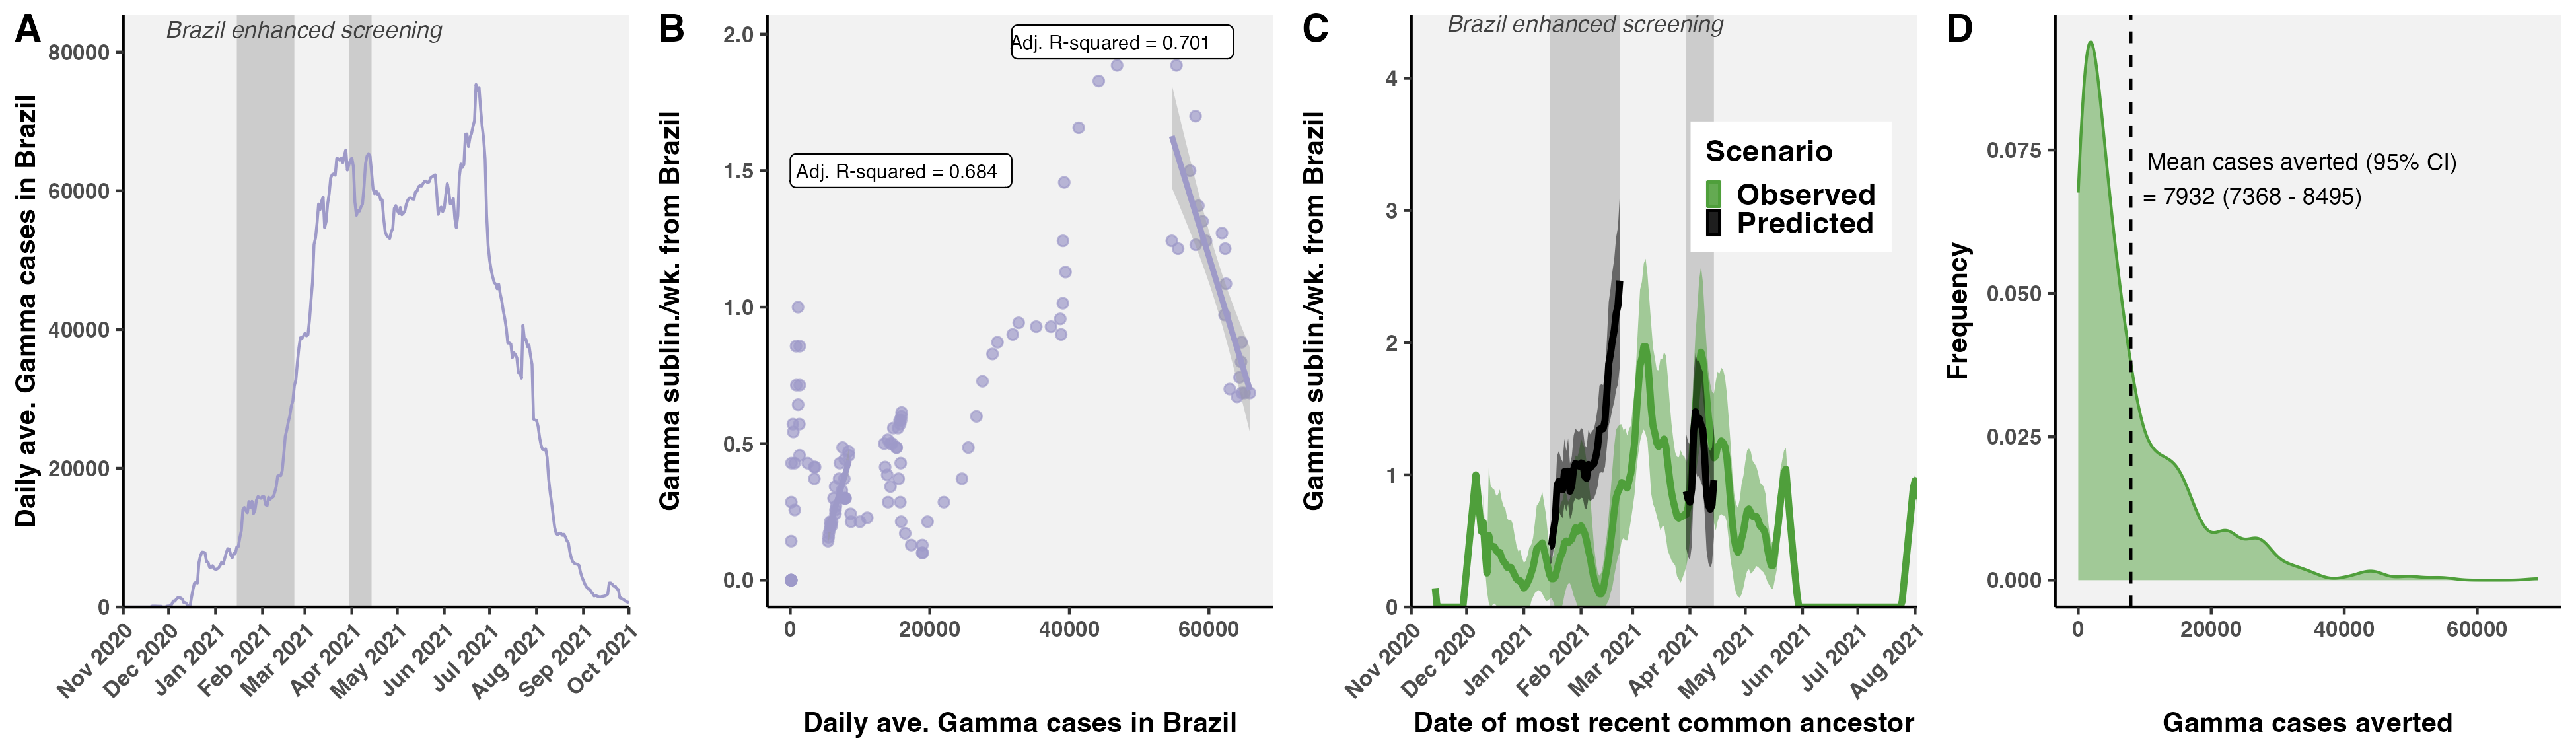 A
Brazil enhanced screening
Daily ave. Gamma cases in Brazil
80000
60000
40000
20000
0
Nov 2020
Dec 2020
Jan 2021
Feb 2021
Mar 2021
Apr 2021
May 2021
Jun 2021
Jul 2021
Aug 2021
Sep 2021
Oct 2021
B
Adj. R-squared = 0.701
Adj. R-squared = 0.684
Gamma sublin./wk. from Brazil
2.0
1.5
1.0
0.5
0.0
0
20000
40000
60000
Daily ave. Gamma cases in Brazil
C
Brazil enhanced screening
Gamma sublin./wk. from Brazil
4
3
2
1
0
Scenario
Observed
Predicted
Nov 2020
Dec 2020
Jan 2021
Feb 2021
Mar 2021
Apr 2021
May 2021
Jun 2021
Jul 2021
Aug 2021
Date of most recent common ancestor
D
Frequency
0.075
0.050
0.025
0.000
Mean cases averted (95% CI)
= 7932 (7368 - 8495)
0
20000
40000
60000
Gamma cases averted